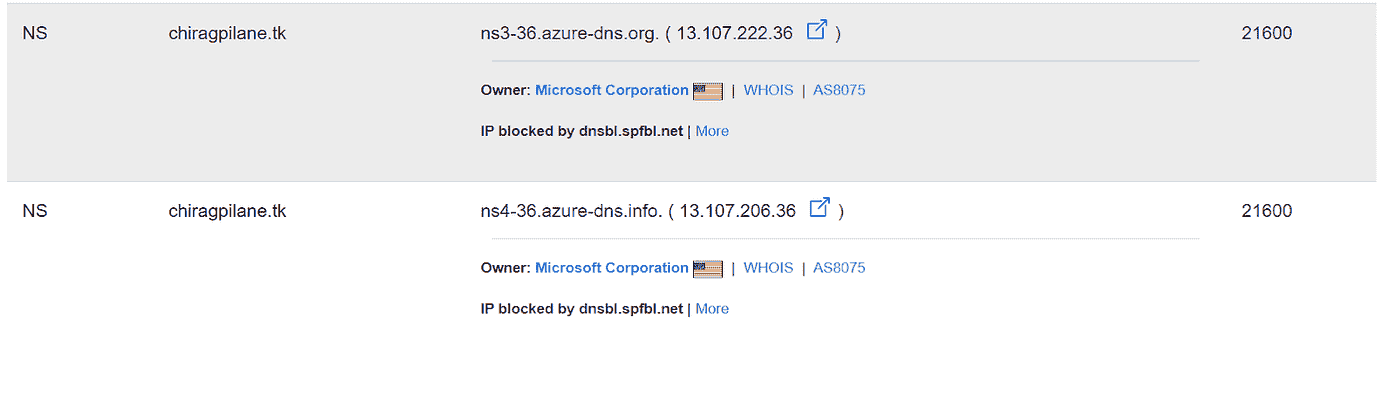 NS chiragpilane.tk ns3-36.azure-dns.org. ( 13.107.222.36 ) 21600
Owner: Microsoft Corporation | WHOIS | AS8075
IP blocked by dnsbl.spfbl.net | More
NS chiragpilane.tk ns4-36.azure-dns.info. ( 13.107.206.36 ) 21600
Owner: Microsoft Corporation | WHOIS | AS8075
IP blocked by dnsbl.spfbl.net | More